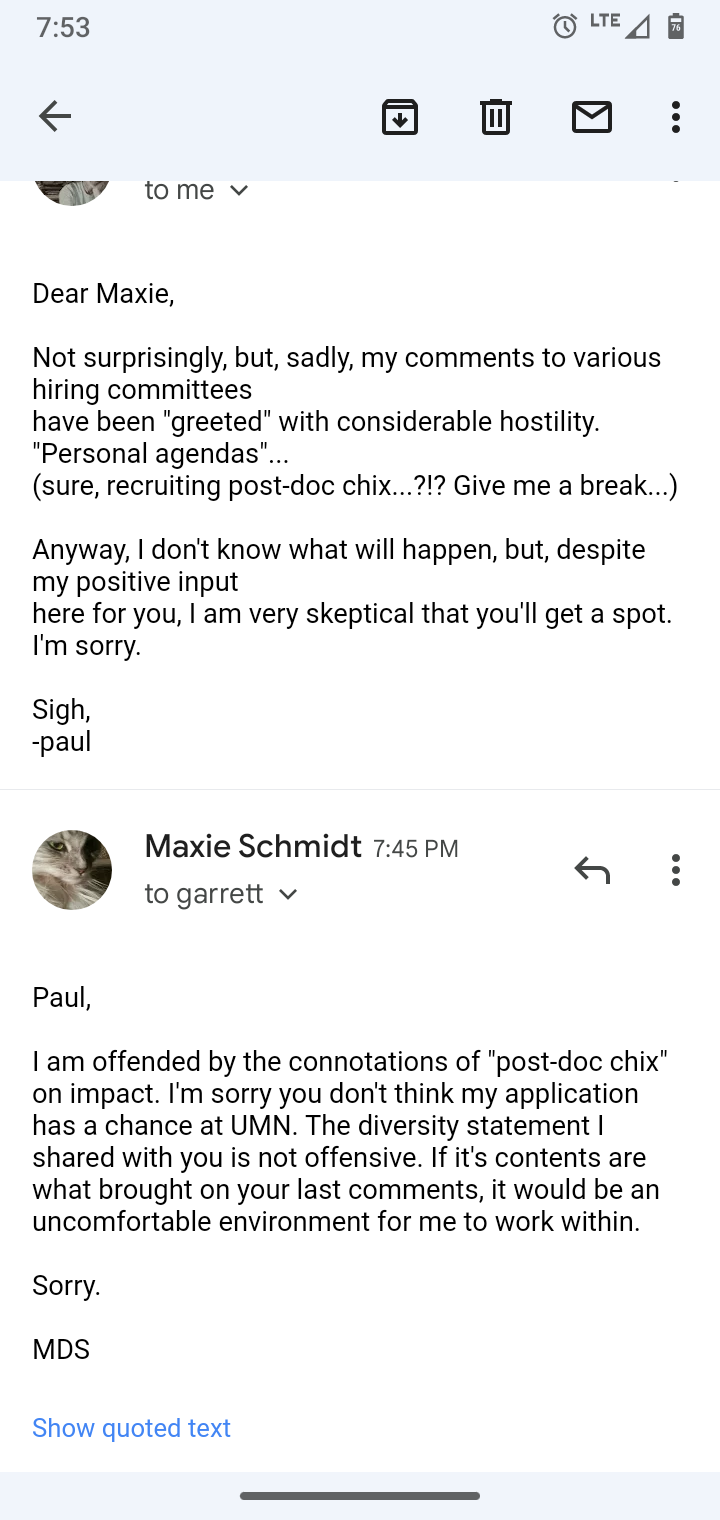 7:53
LTE
76
to me
Dear Maxie,
Not surprisingly, but, sadly, my comments to various
hiring committees
have been "greeted" with considerable hostility.
"Personal agendas"...
(sure, recruiting post-doc chix...?!? Give me a break...)
Anyway, I don't know what will happen, but, despite
my positive input
here for you, I am very skeptical that you'll get a spot.
I'm sorry.
Sigh,
-paul
Maxie Schmidt 7:45 PM
to garrett
Paul,
I am offended by the connotations of "post-doc chix"
on impact. I'm sorry you don't think my application
has a chance at UMN. The diversity statement I
shared with you is not offensive. If it's contents are
what brought on your last comments, it would be an
uncomfortable environment for me to work within.
Sorry.
MDS
Show quoted text